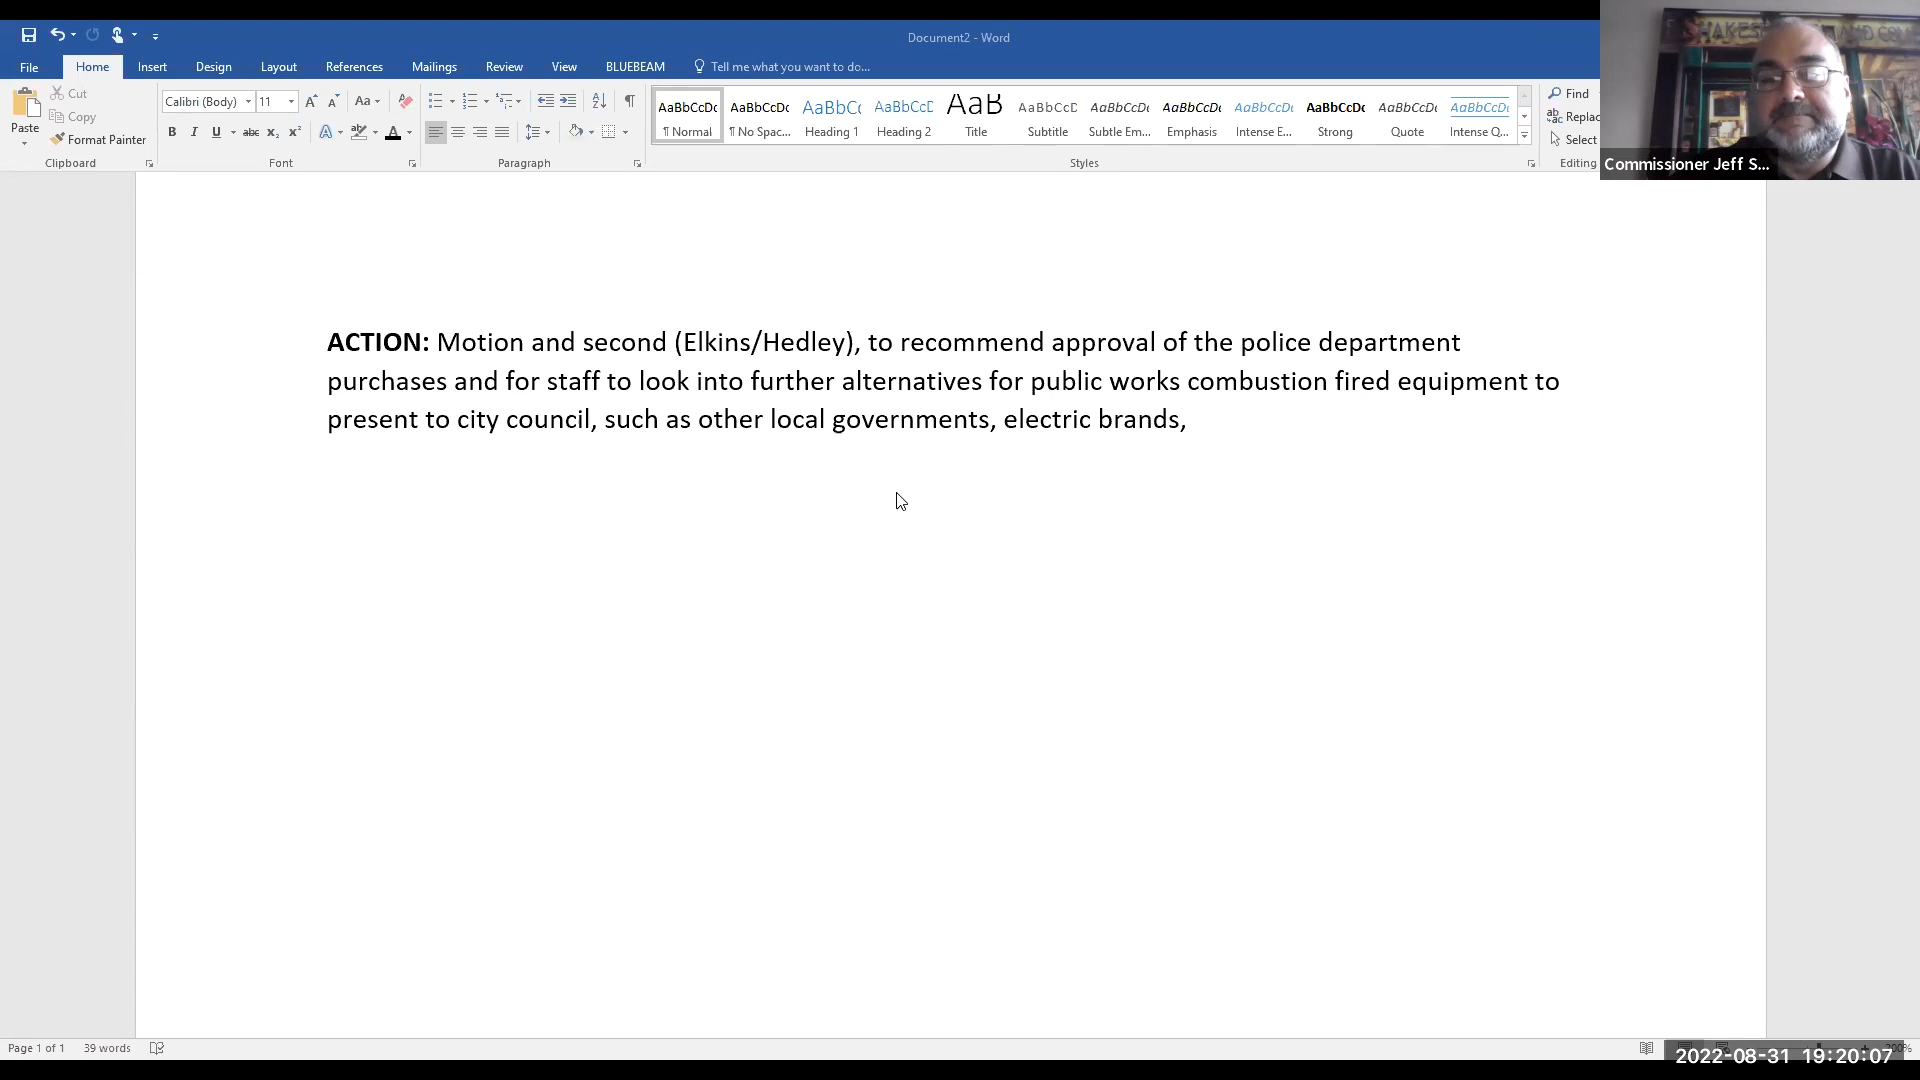 Document2 - Word
File Home Insert Design Layout References Mailings Review View BLUEBEAM Tell me what you want to do...
Paste
Cut
Copy
Format Painter
Clipboard
Calibri (Body) 11
Font
Paragraph
AaBbCcDc AaBbCcDc AaBbC( AaBbCcD AaB AaBbCcD AaBbCcDc AaBbCcDc AaBbCcDc AaBbCcDc AaBbCcDc AaBbCcDc
¶ Normal ¶ No Spac... Heading 1 Heading 2 Title Subtitle Subtle Em... Emphasis Intense E... Strong Quote Intense Q...
Styles
Find
Replac
Select
Editing
Commissioner Jeff S...
ACTION: Motion and second (Elkins/Hedley), to recommend approval of the police department
purchases and for staff to look into further alternatives for public works combustion fired equipment to
present to city council, such as other local governments, electric brands,
Page 1 of 1 39 words
2022-08-31 19:20:07